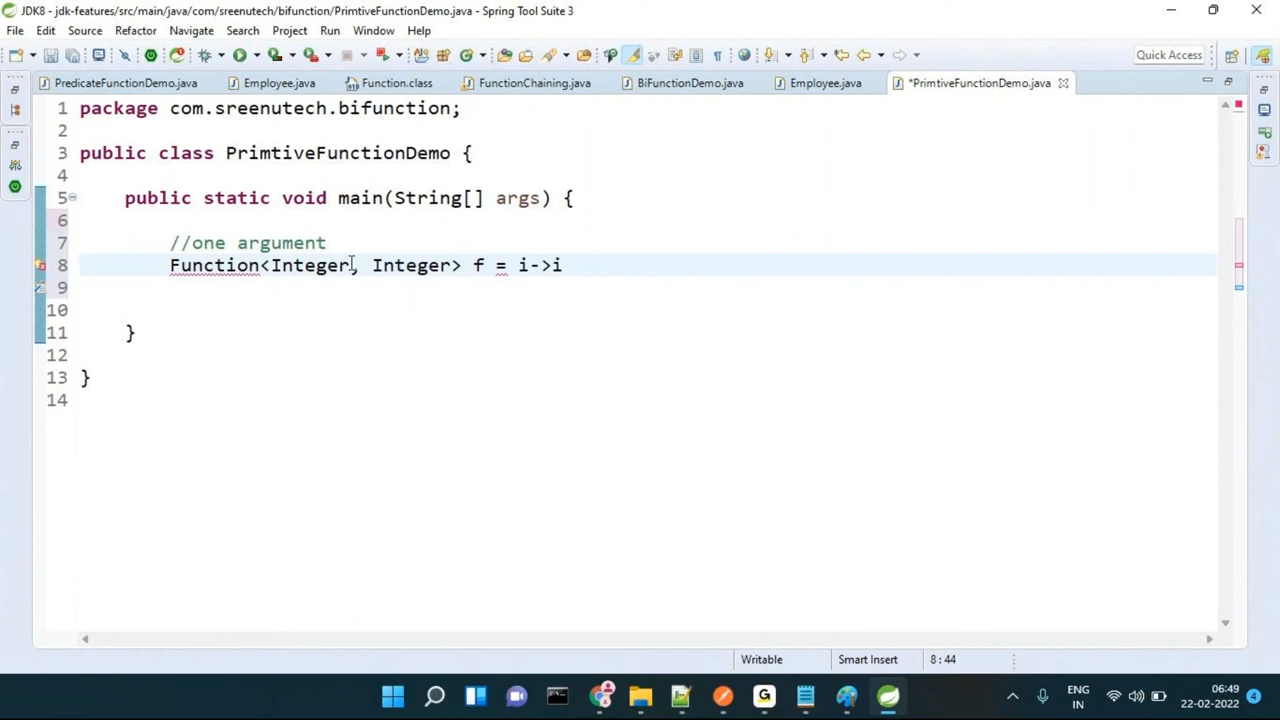 JDK8 - jdk-features/src/main/java/com/sreenutech/bifunction/PrimtiveFunctionDemo.java - Spring Tool Suite 3
File Edit Source Refactor Navigate Search Project Run Window Help
Quick Access
PredicateFunctionDemo.java Employee.java Function.class FunctionChaining.java BiFunctionDemo.java Employee.java *PrimtiveFunctionDemo.java
1 package com.sreenutech.bifunction;
2
3 public class PrimtiveFunctionDemo {
4
5 public static void main(String[] args) {
6
7 //one argument
8 Function<Integer, Integer> f = i->i
9
10
11 }
12
13 }
14
Writable Smart Insert 8 : 44
ENG 06:49
IN 22-02-2022 4